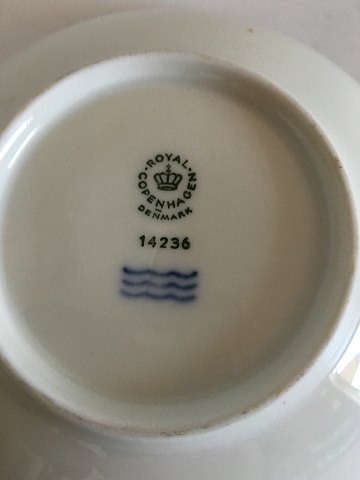 ROYAL
COPENHAGEN
DENMARK
14236